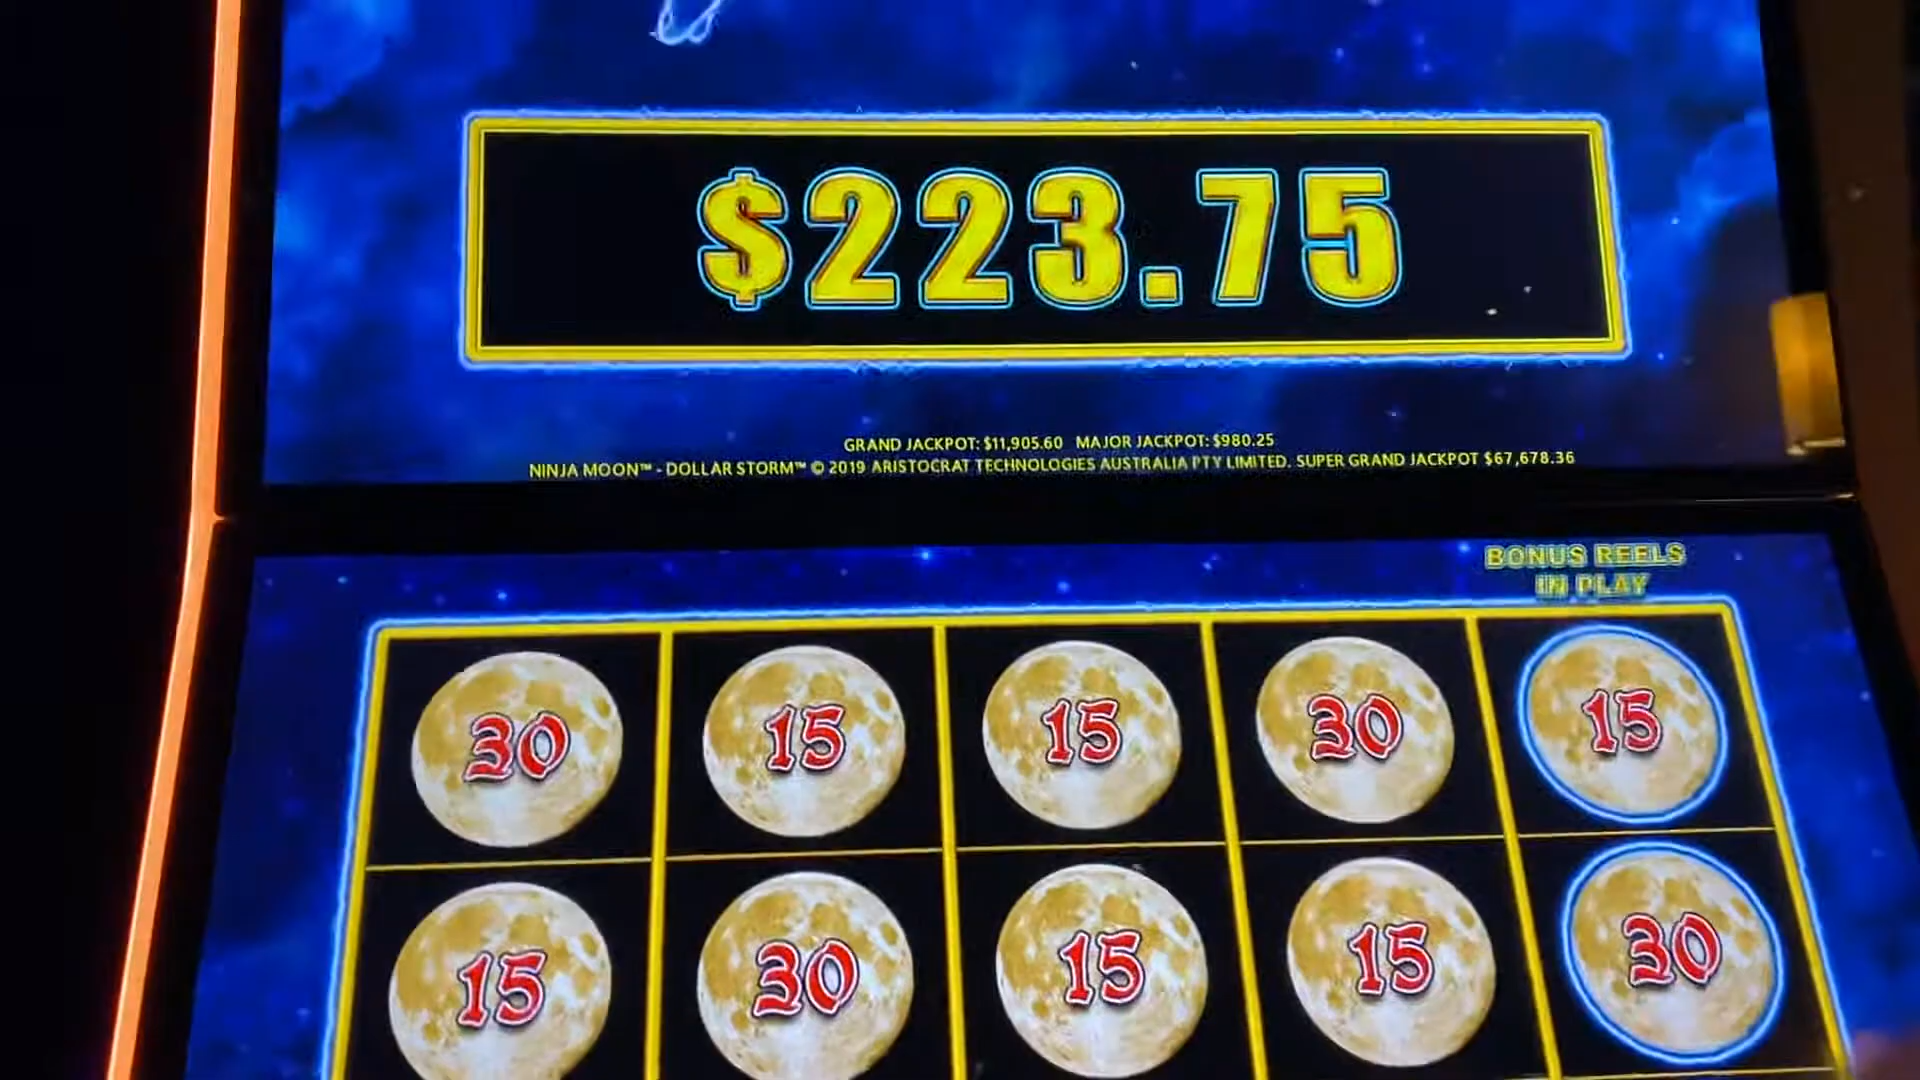 $223.75
GRAND JACKPOT: $11,905.60 MAJOR JACKPOT: $980.25
NINJA MOON™ - DOLLAR STORM™ © 2019 ARISTOCRAT TECHNOLOGIES AUSTRALIA PTY LIMITED. SUPER GRAND JACKPOT $67,678.36
BONUS REELS
IN PLAY
30 15 15 30 15
15 30 15 15 30